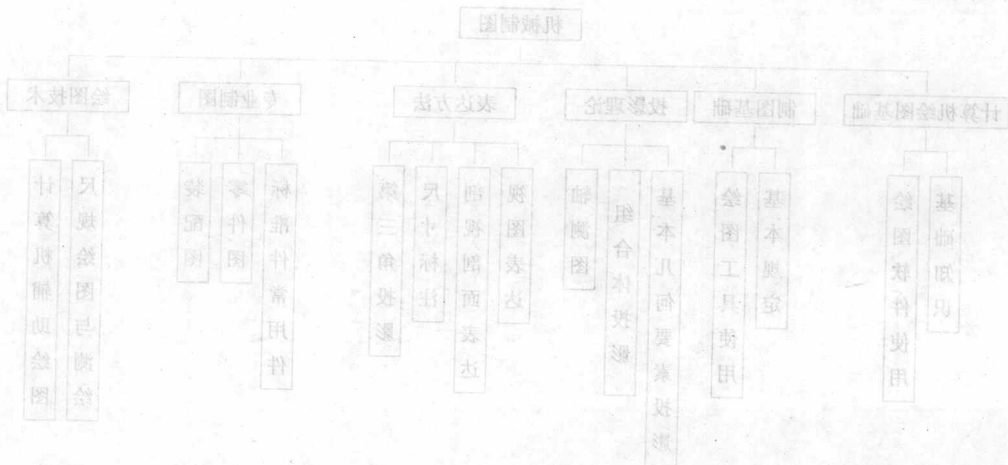 机械制图
计算机绘图基础
制图基础
投影理论
表达方法
专业制图
绘图技术
基础知识
绘图软件使用
基本规定
绘图工具使用
基本几何要素投影
组合体投影
轴测图
视图表达
剖视剖面表达
尺寸标注
第三角投影
标准件常用件
零件图
装配图
尺规绘图与测绘
计算机辅助绘图